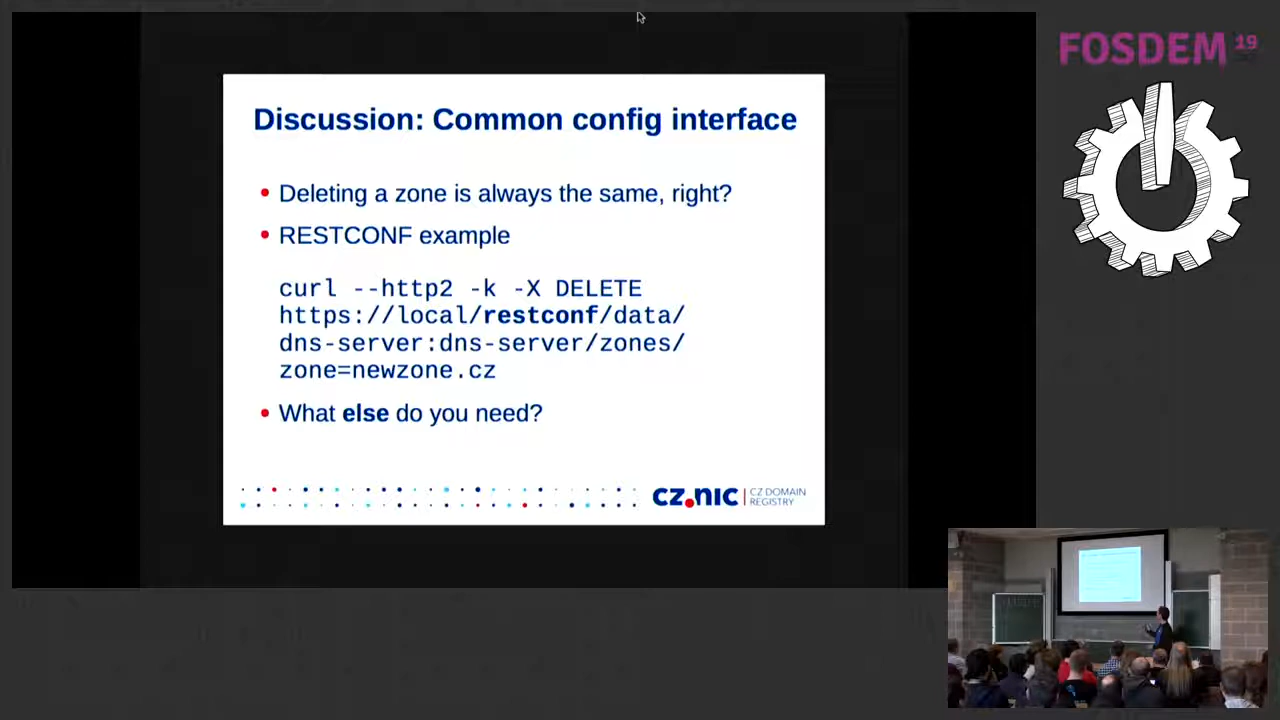 FOSDEM 19
Discussion: Common config interface
Deleting a zone is always the same, right?
RESTCONF example
curl --http2 -k -X DELETE
https://local/restconf/data/
dns-server:dns-server/zones/
zone=newzone.cz
What else do you need?
cz.nic
CZ DOMAIN
REGISTRY